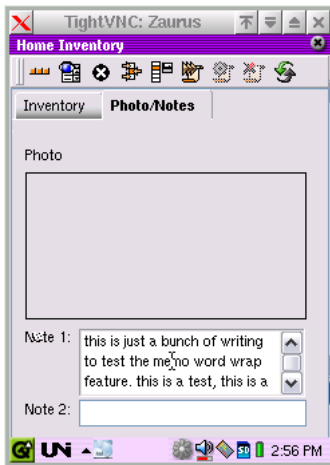 TightVNC: Zaurus
Home Inventory
Inventory Photo/Notes
Photo
Note 1: this is just a bunch of writing
to test the memo word wrap
feature. this is a test, this is a
Note 2:
2:56 PM